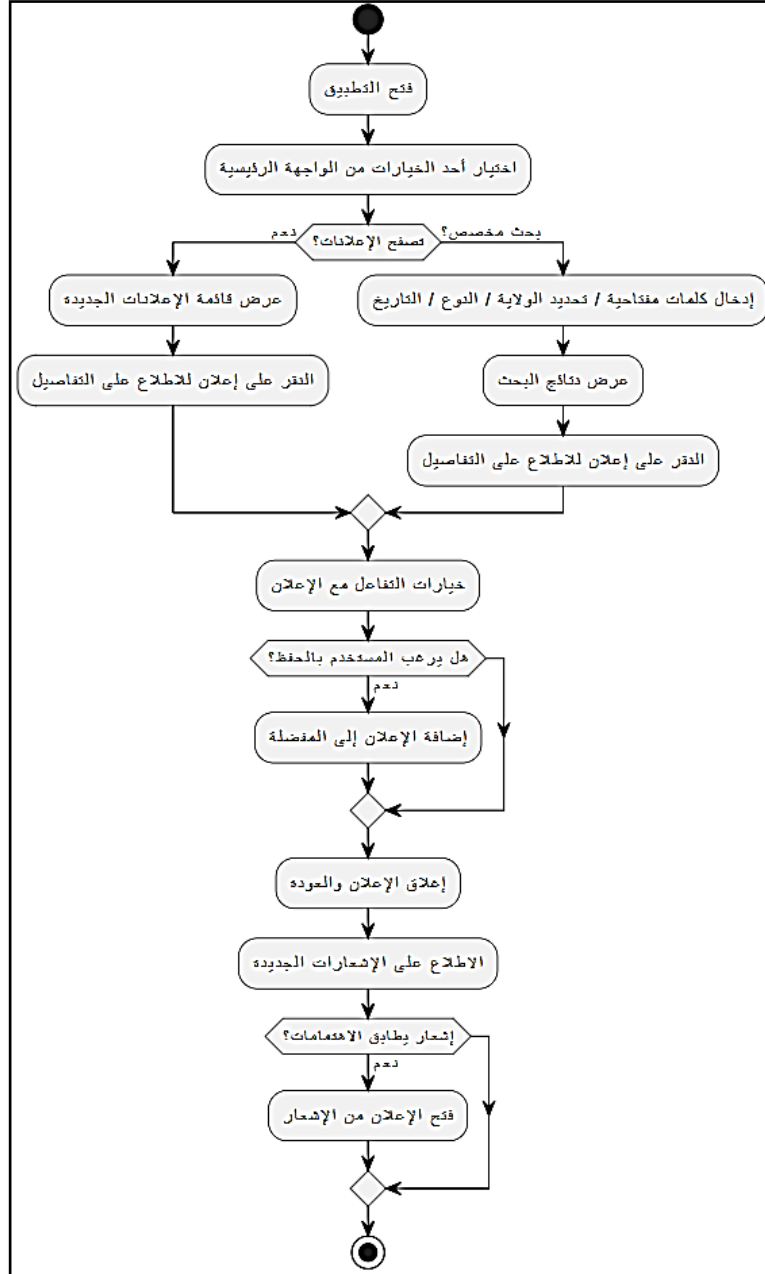 فتح التطبيق
اختيار أحد الخيارات من الواجهة الرئيسية
تصفح الإعلانات؟
نعم
بحث مخصص؟
عرض قائمة الإعلانات الجديدة
النقر على إعلان للاطلاع على التفاصيل
إدخال كلمات مفتاحية / تحديد الولاية / النوع / التاريخ
عرض نتائج البحث
النقر على إعلان للاطلاع على التفاصيل
خيارات التفاعل مع الإعلان
هل يرغب المستخدم بالحفظ؟
نعم
إضافة الإعلان إلى المفضلة
إغلاق الإعلان والعودة
الاطلاع على الإشعارات الجديدة
إشعار يطابق الاهتمامات؟
نعم
فتح الإعلان من الإشعار